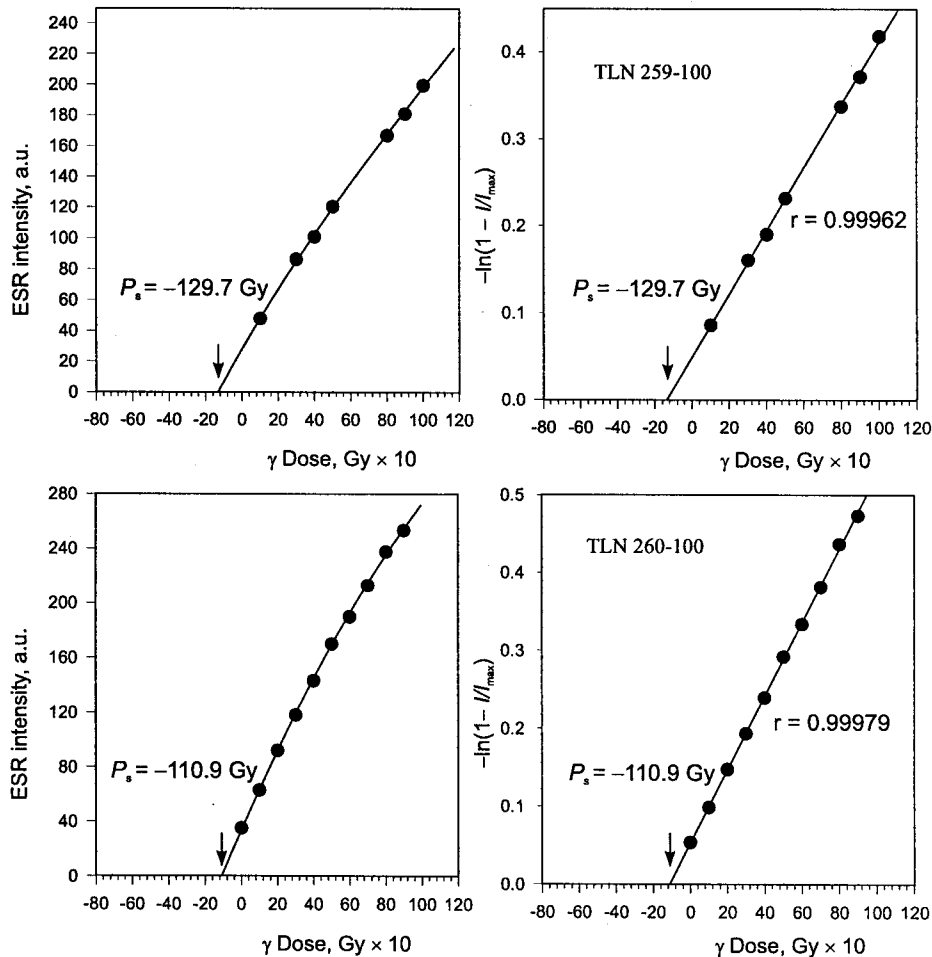 240
220
200
180
160
140
120
100
80
60
40
20
0
ESR intensity, a.u.
Pₛ = −129.7 Gy
-80 -60 -40 -20 0 20 40 60 80 100 120
γ Dose, Gy × 10
0.4
0.3
0.2
0.1
0.0
−ln(1 − I/Iₘₐₓ)
TLN 259-100
r = 0.99962
Pₛ = −129.7 Gy
-80 -60 -40 -20 0 20 40 60 80 100 120
γ Dose, Gy × 10
280
240
200
160
120
80
40
0
ESR intensity, a.u.
Pₛ = −110.9 Gy
-80 -60 -40 -20 0 20 40 60 80 100 120
γ Dose, Gy × 10
0.5
0.4
0.3
0.2
0.1
0.0
−ln(1− I/Iₘₐₓ)
TLN 260-100
r = 0.99979
Pₛ = −110.9 Gy
-80 -60 -40 -20 0 20 40 60 80 100 120
γ Dose, Gy × 10